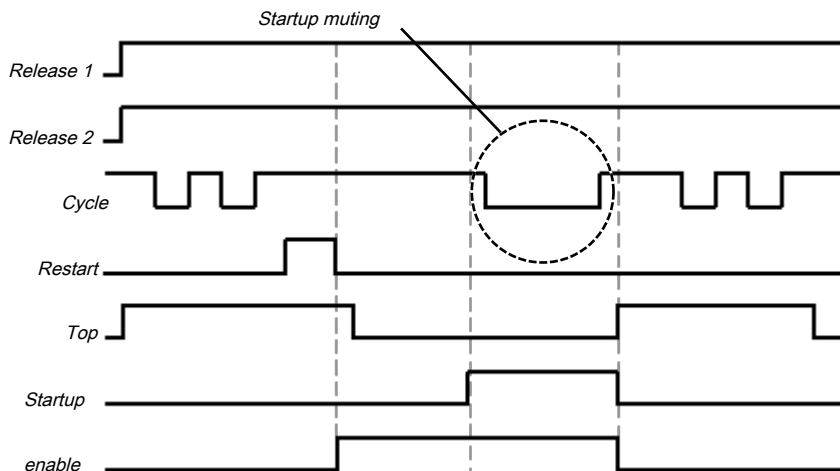 Startup muting
Release 1
Release 2
Cycle
Restart
Top
Startup
enable